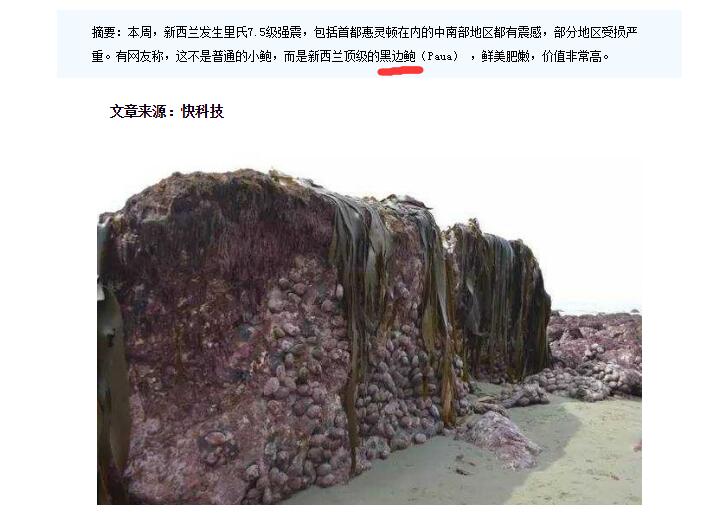 摘要：本周，新西兰发生里氏7.5级强震，包括首都惠灵顿在内的中南部地区都有震感，部分地区受损严
重。有网友称，这不是普通的小鲍，而是新西兰顶级的黑边鲍（Paua），鲜美肥嫩，价值非常高。
文章来源：快科技